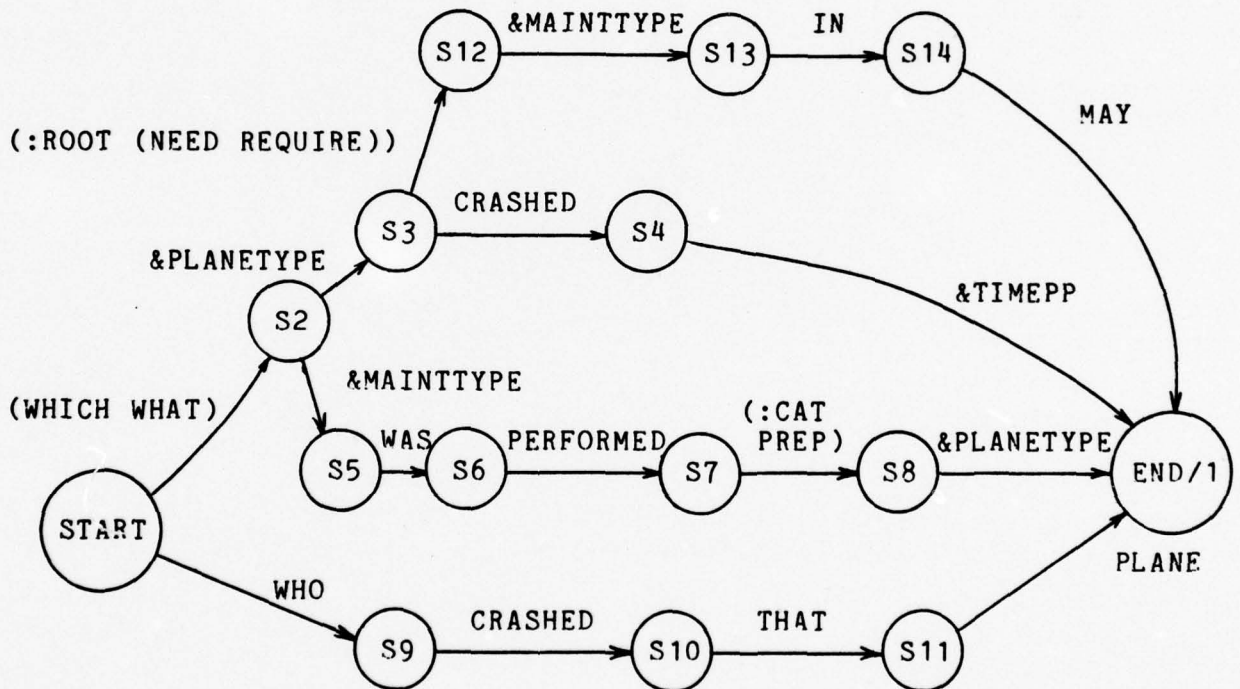 &MAINTTYPE IN
S12 S13 S14
MAY
(:ROOT (NEED REQUIRE))
CRASHED
S3 S4
&PLANETYPE
&TIMEPP
S2
&MAINTTYPE
(WHICH WHAT)
(:CAT
PREP)
WAS PERFORMED &PLANETYPE
S5 S6 S7 S8 END/1
START
PLANE
WHO
CRASHED THAT
S9 S10 S11